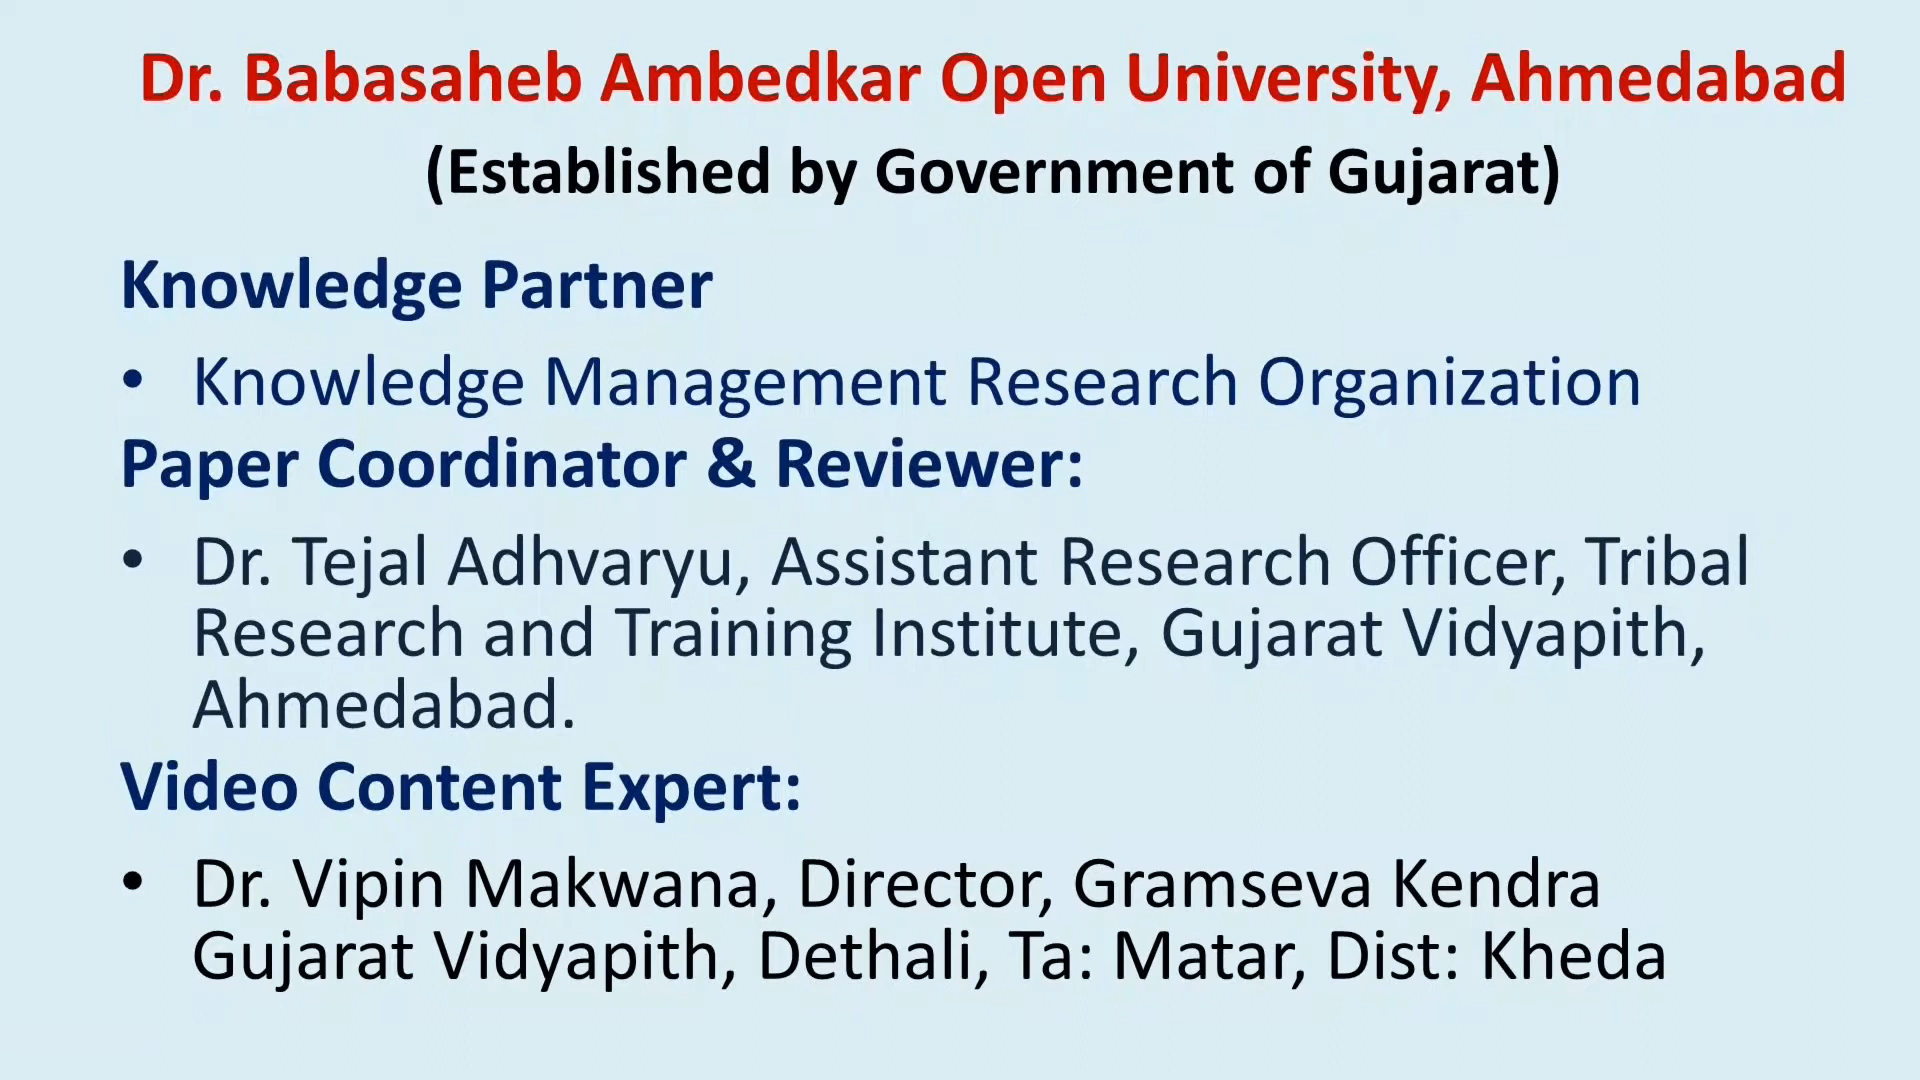 Dr. Babasaheb Ambedkar Open University, Ahmedabad
(Established by Government of Gujarat)
Knowledge Partner
• Knowledge Management Research Organization
Paper Coordinator & Reviewer:
• Dr. Tejal Adhvaryu, Assistant Research Officer, Tribal
Research and Training Institute, Gujarat Vidyapith,
Ahmedabad.
Video Content Expert:
• Dr. Vipin Makwana, Director, Gramseva Kendra
Gujarat Vidyapith, Dethali, Ta: Matar, Dist: Kheda